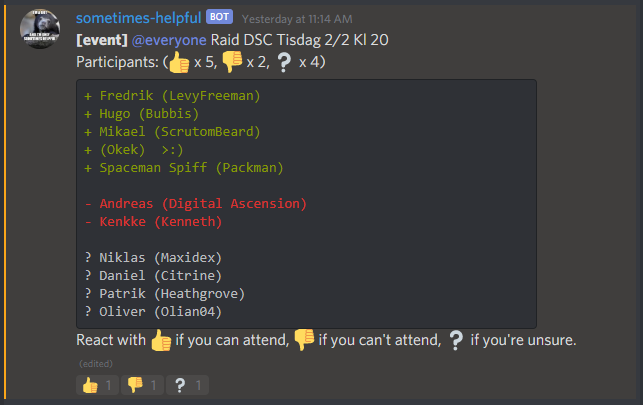 sometimes-helpful BOT Yesterday at 11:14 AM
[event] @everyone Raid DSC Tisdag 2/2 Kl 20
Participants: (👍 x 5, 👎 x 2, ❔ x 4)
+ Fredrik (LevyFreeman)
+ Hugo (Bubbis)
+ Mikael (ScrutomBeard)
+ (Okek)  >:)
+ Spaceman Spiff (Packman)
- Andreas (Digital Ascension)
- Kenkke (Kenneth)
? Niklas (Maxidex)
? Daniel (Citrine)
? Patrik (Heathgrove)
? Oliver (Olian04)
React with 👍 if you can attend, 👎 if you can't attend, ❔ if you're unsure.
(edited)
👍 1 👎 1 ❔ 1